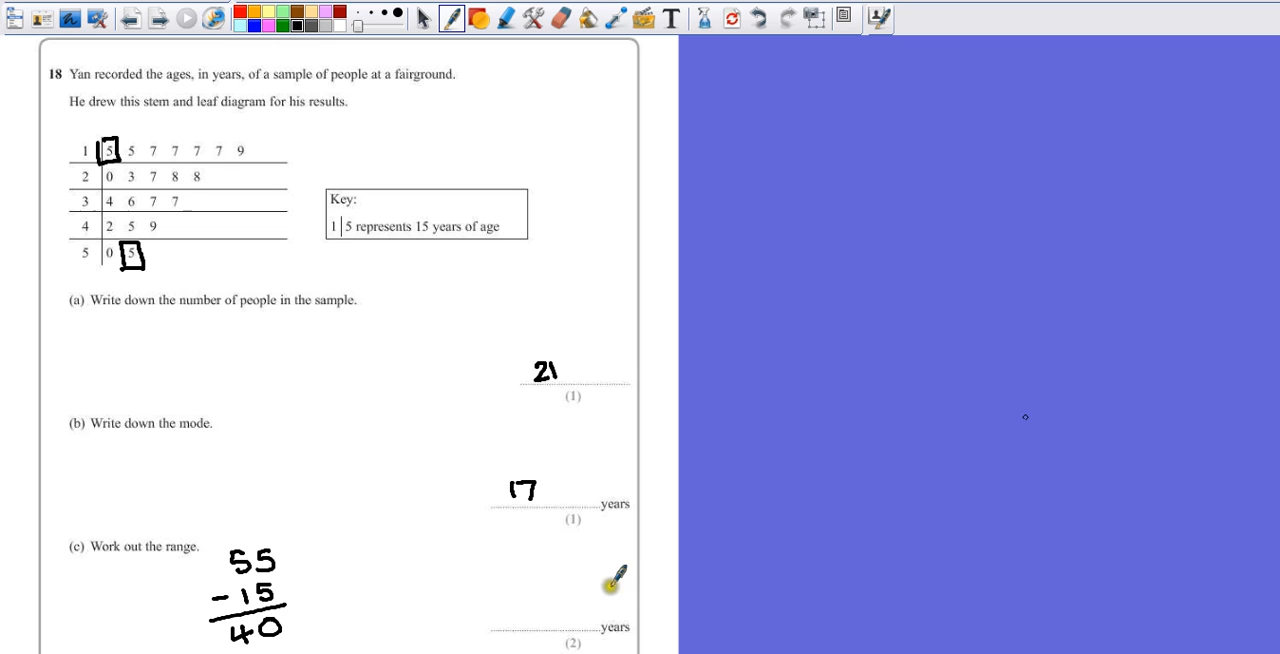 18 Yan recorded the ages, in years, of a sample of people at a fairground.
He drew this stem and leaf diagram for his results.
1 5 5 7 7 7 7 9
2 0 3 7 8 8
3 4 6 7 7
4 2 5 9
5 0 5
Key:
1 | 5 represents 15 years of age
(a) Write down the number of people in the sample.
21
(1)
(b) Write down the mode.
17 years
(1)
(c) Work out the range.
55
- 15
40
years
(2)